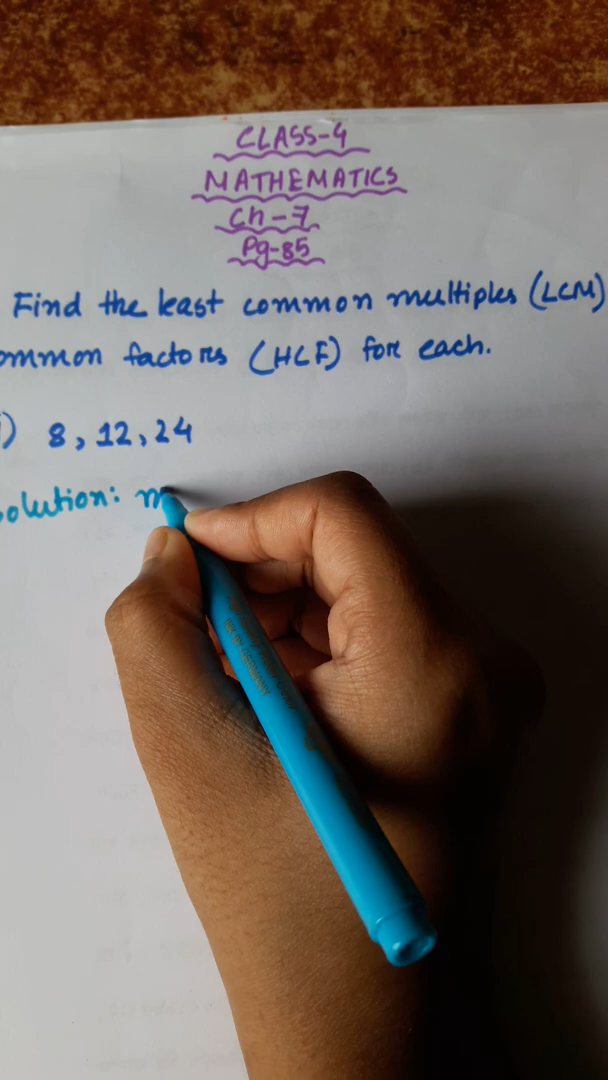 CLASS-4
MATHEMATICS
Ch-7
Pg-85
Find the least common multiples (LCM)
ommon factors (HCF) for each.
) 8, 12, 24
olution: m